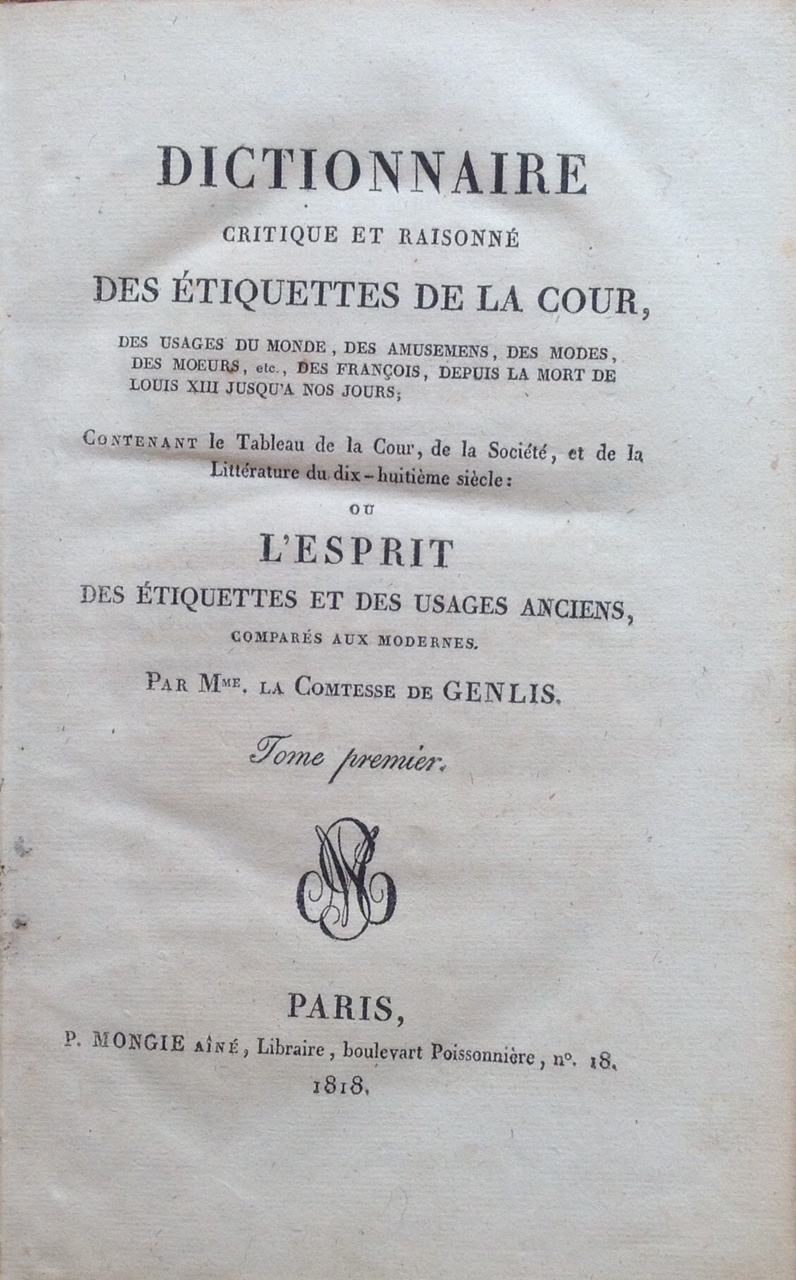 DICTIONNAIRE
CRITIQUE ET RAISONNÉ
DES ÉTIQUETTES DE LA COUR,
DES USAGES DU MONDE, DES AMUSEMENS, DES MODES,
DES MOEURS, etc., DES FRANÇOIS, DEPUIS LA MORT DE
LOUIS XIII JUSQU'A NOS JOURS;
CONTENANT le Tableau de la Cour, de la Société, et de la
Littérature du dix-huitième siècle:
OU
L'ESPRIT
DES ÉTIQUETTES ET DES USAGES ANCIENS,
COMPARÉS AUX MODERNES.
PAR MME. LA COMTESSE DE GENLIS.
Tome premier.
PARIS,
P. MONGIE AÎNÉ, Libraire, boulevart Poissonnière, nº. 18.
1818.